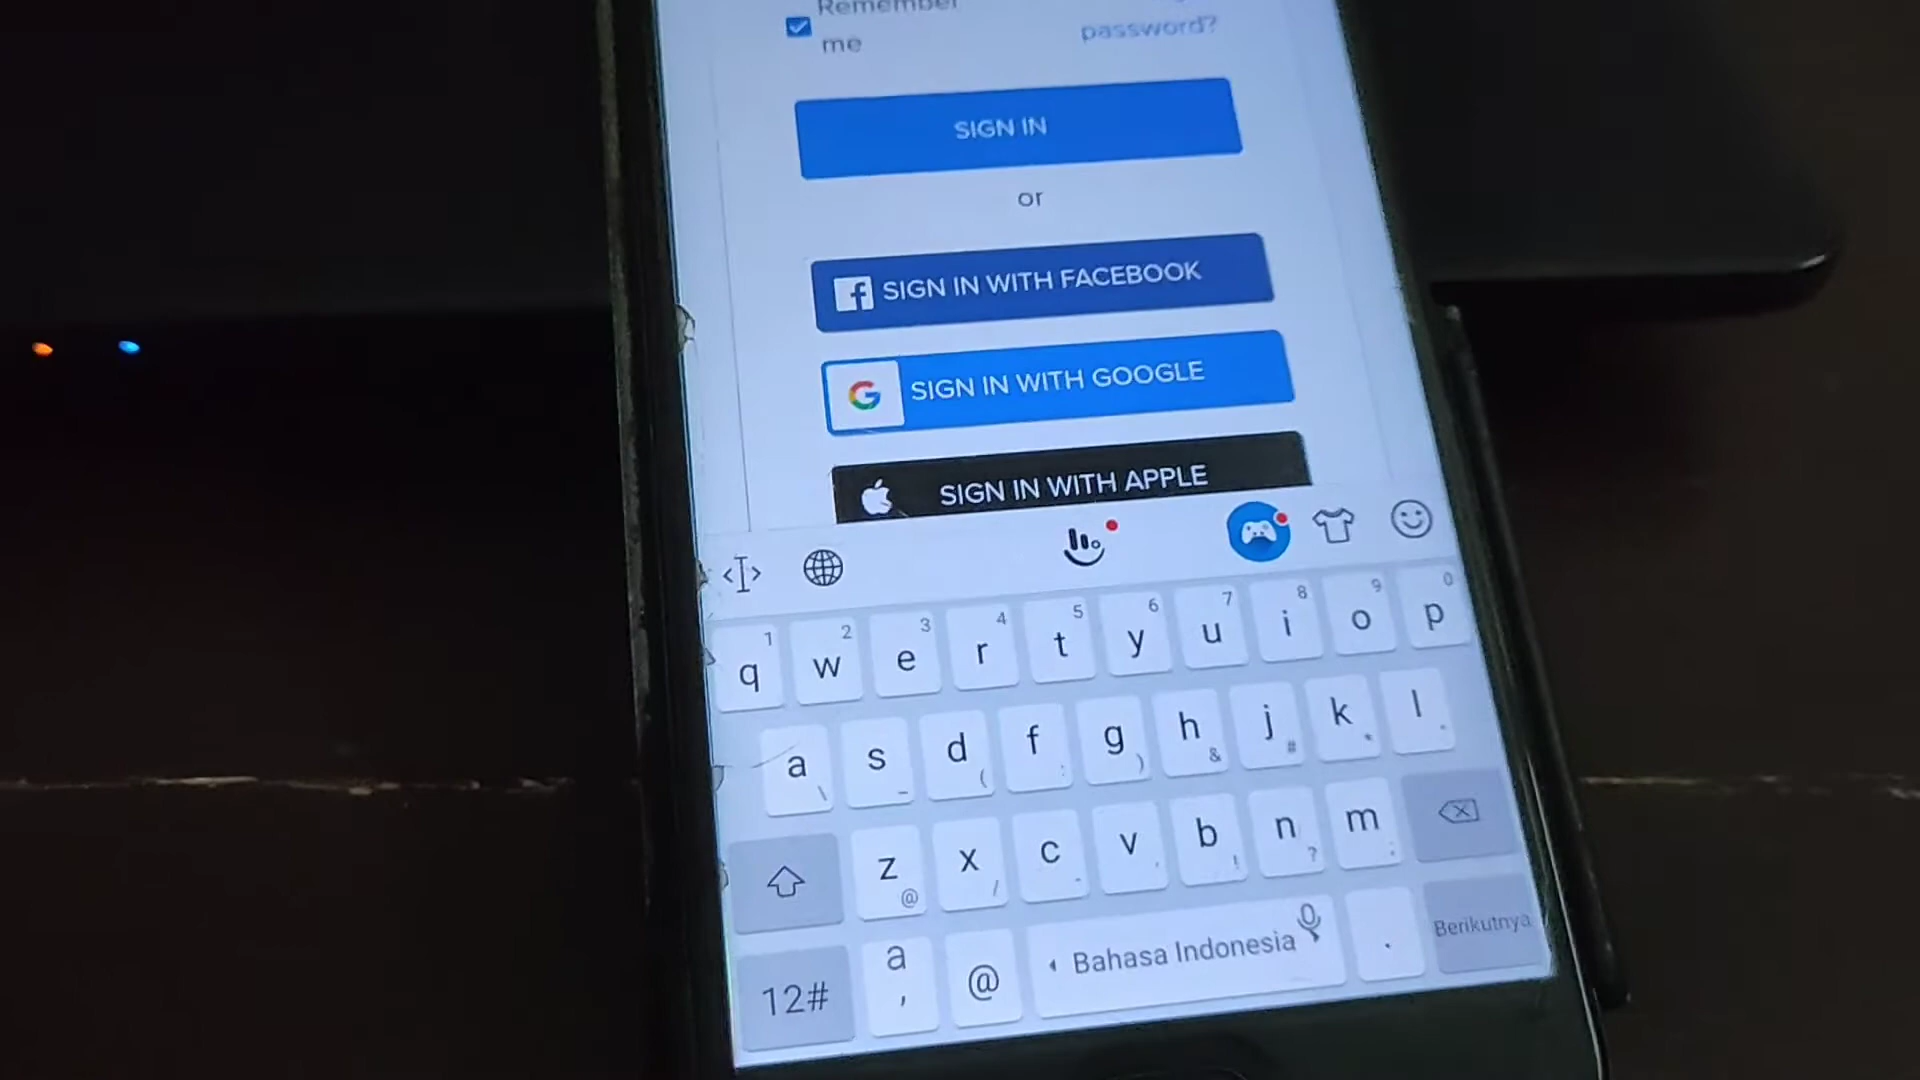 Remember
me
password?
SIGN IN
or
SIGN IN WITH FACEBOOK
G SIGN IN WITH GOOGLE
SIGN IN WITH APPLE
1 2 3 4 5 6 7 8 9 0
q w e r t y u i o p
a s d f g h j k l
\ _ ( : ) & # *
z x c v b n m
@ / - ! ? ;
12# a , @ Bahasa Indonesia . Berikutnya